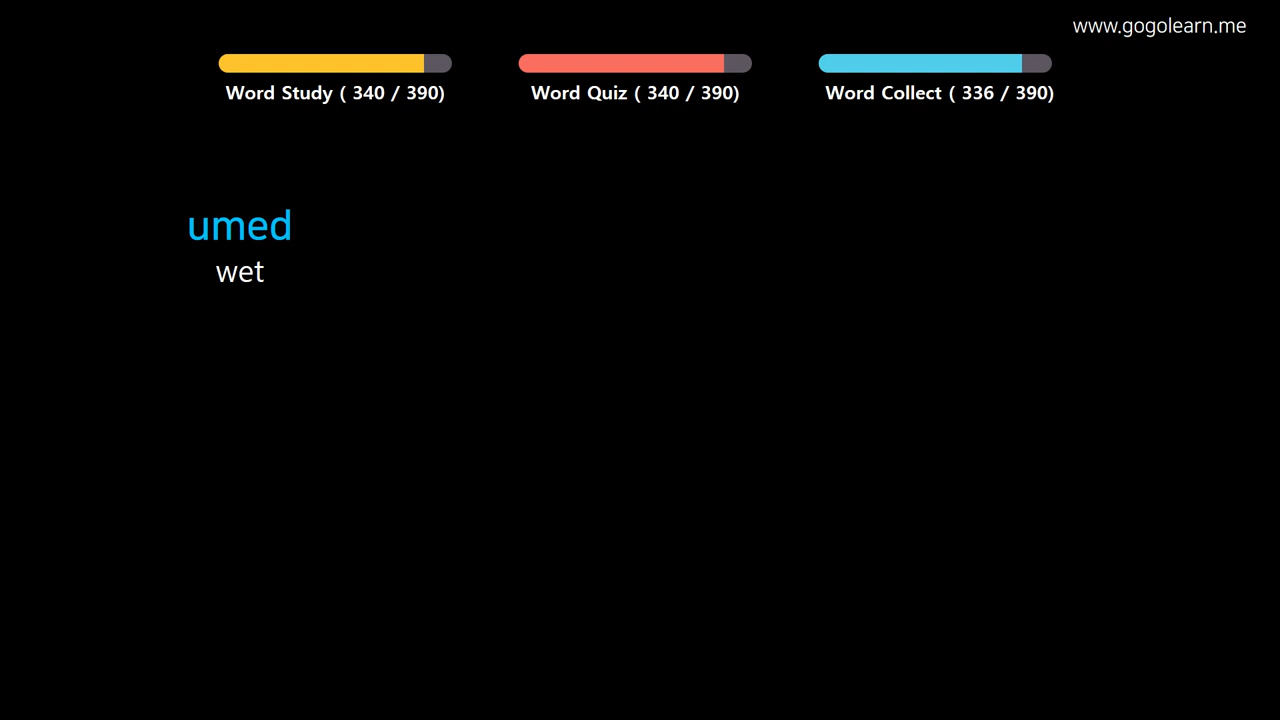 www.gogolearn.me
Word Study ( 340 / 390)
Word Quiz ( 340 / 390)
Word Collect ( 336 / 390)
umed
wet